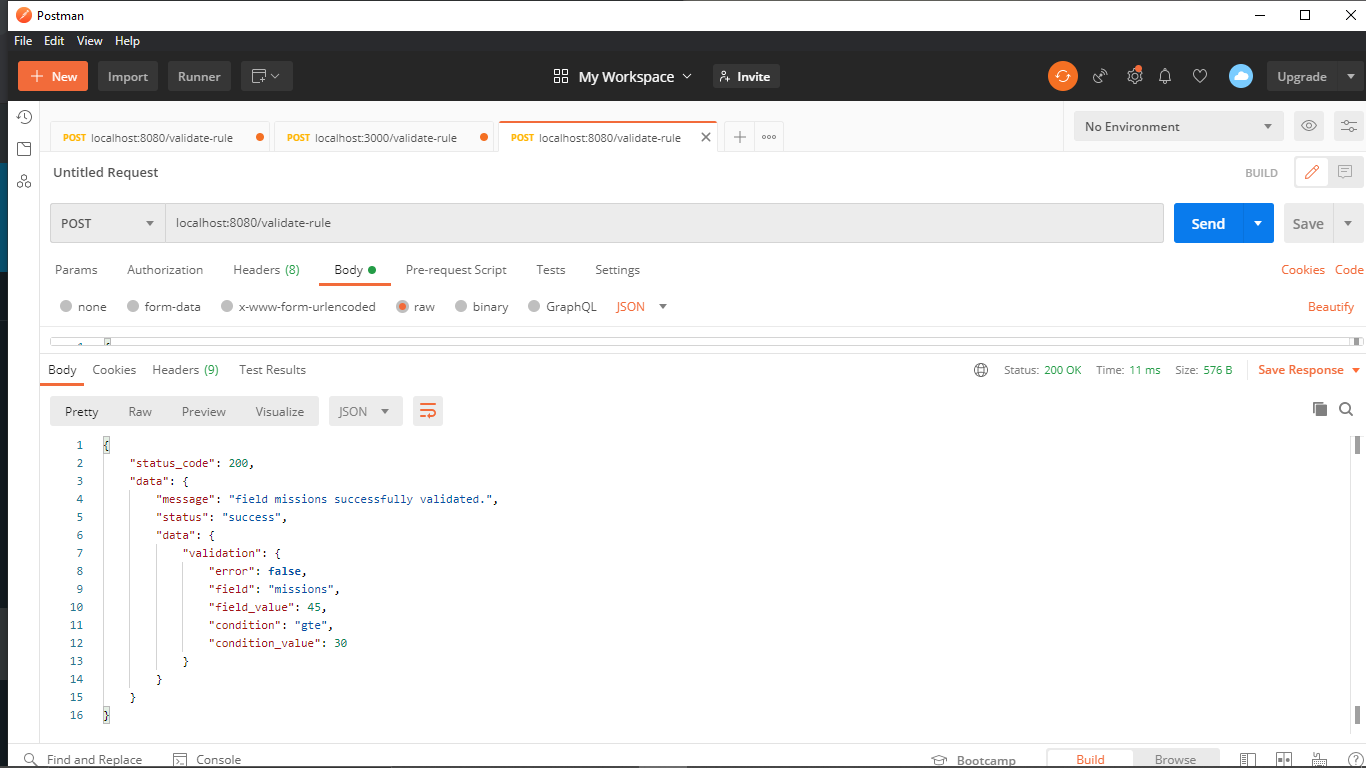 Postman
File Edit View Help
New Import Runner My Workspace Invite Upgrade
POST localhost:8080/validate-rule POST localhost:3000/validate-rule POST localhost:8080/validate-rule No Environment
Untitled Request BUILD
POST localhost:8080/validate-rule Send Save
Params Authorization Headers (8) Body Pre-request Script Tests Settings Cookies Code
none form-data x-www-form-urlencoded raw binary GraphQL JSON Beautify
Body Cookies Headers (9) Test Results Status: 200 OK Time: 11 ms Size: 576 B Save Response
Pretty Raw Preview Visualize JSON
1 {
2 "status_code": 200,
3 "data": {
4 "message": "field missions successfully validated.",
5 "status": "success",
6 "data": {
7 "validation": {
8 "error": false,
9 "field": "missions",
10 "field_value": 45,
11 "condition": "gte",
12 "condition_value": 30
13 }
14 }
15 }
16 }
Find and Replace Console Bootcamp Build Browse